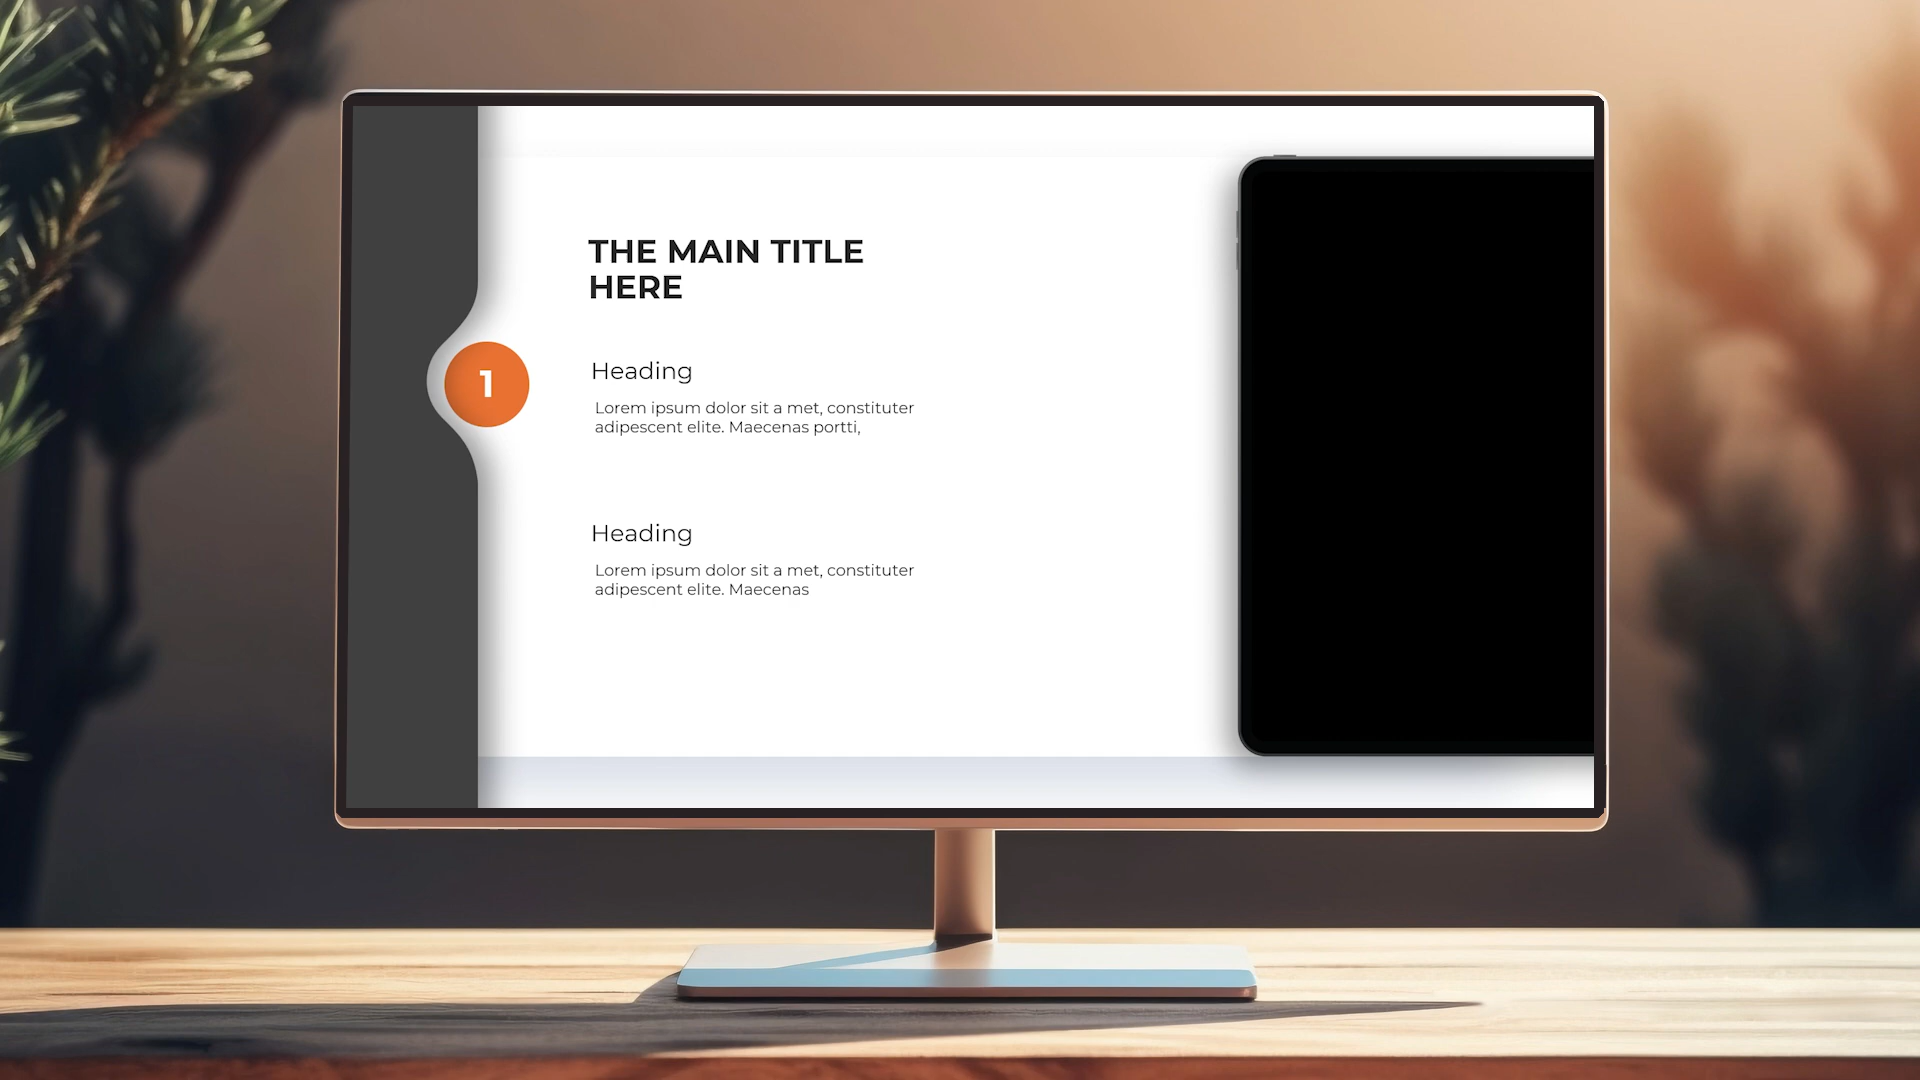 THE MAIN TITLE
HERE
1
Heading
Lorem ipsum dolor sit a met, constituter
adipescent elite. Maecenas portti,
Heading
Lorem ipsum dolor sit a met, constituter
adipescent elite. Maecenas